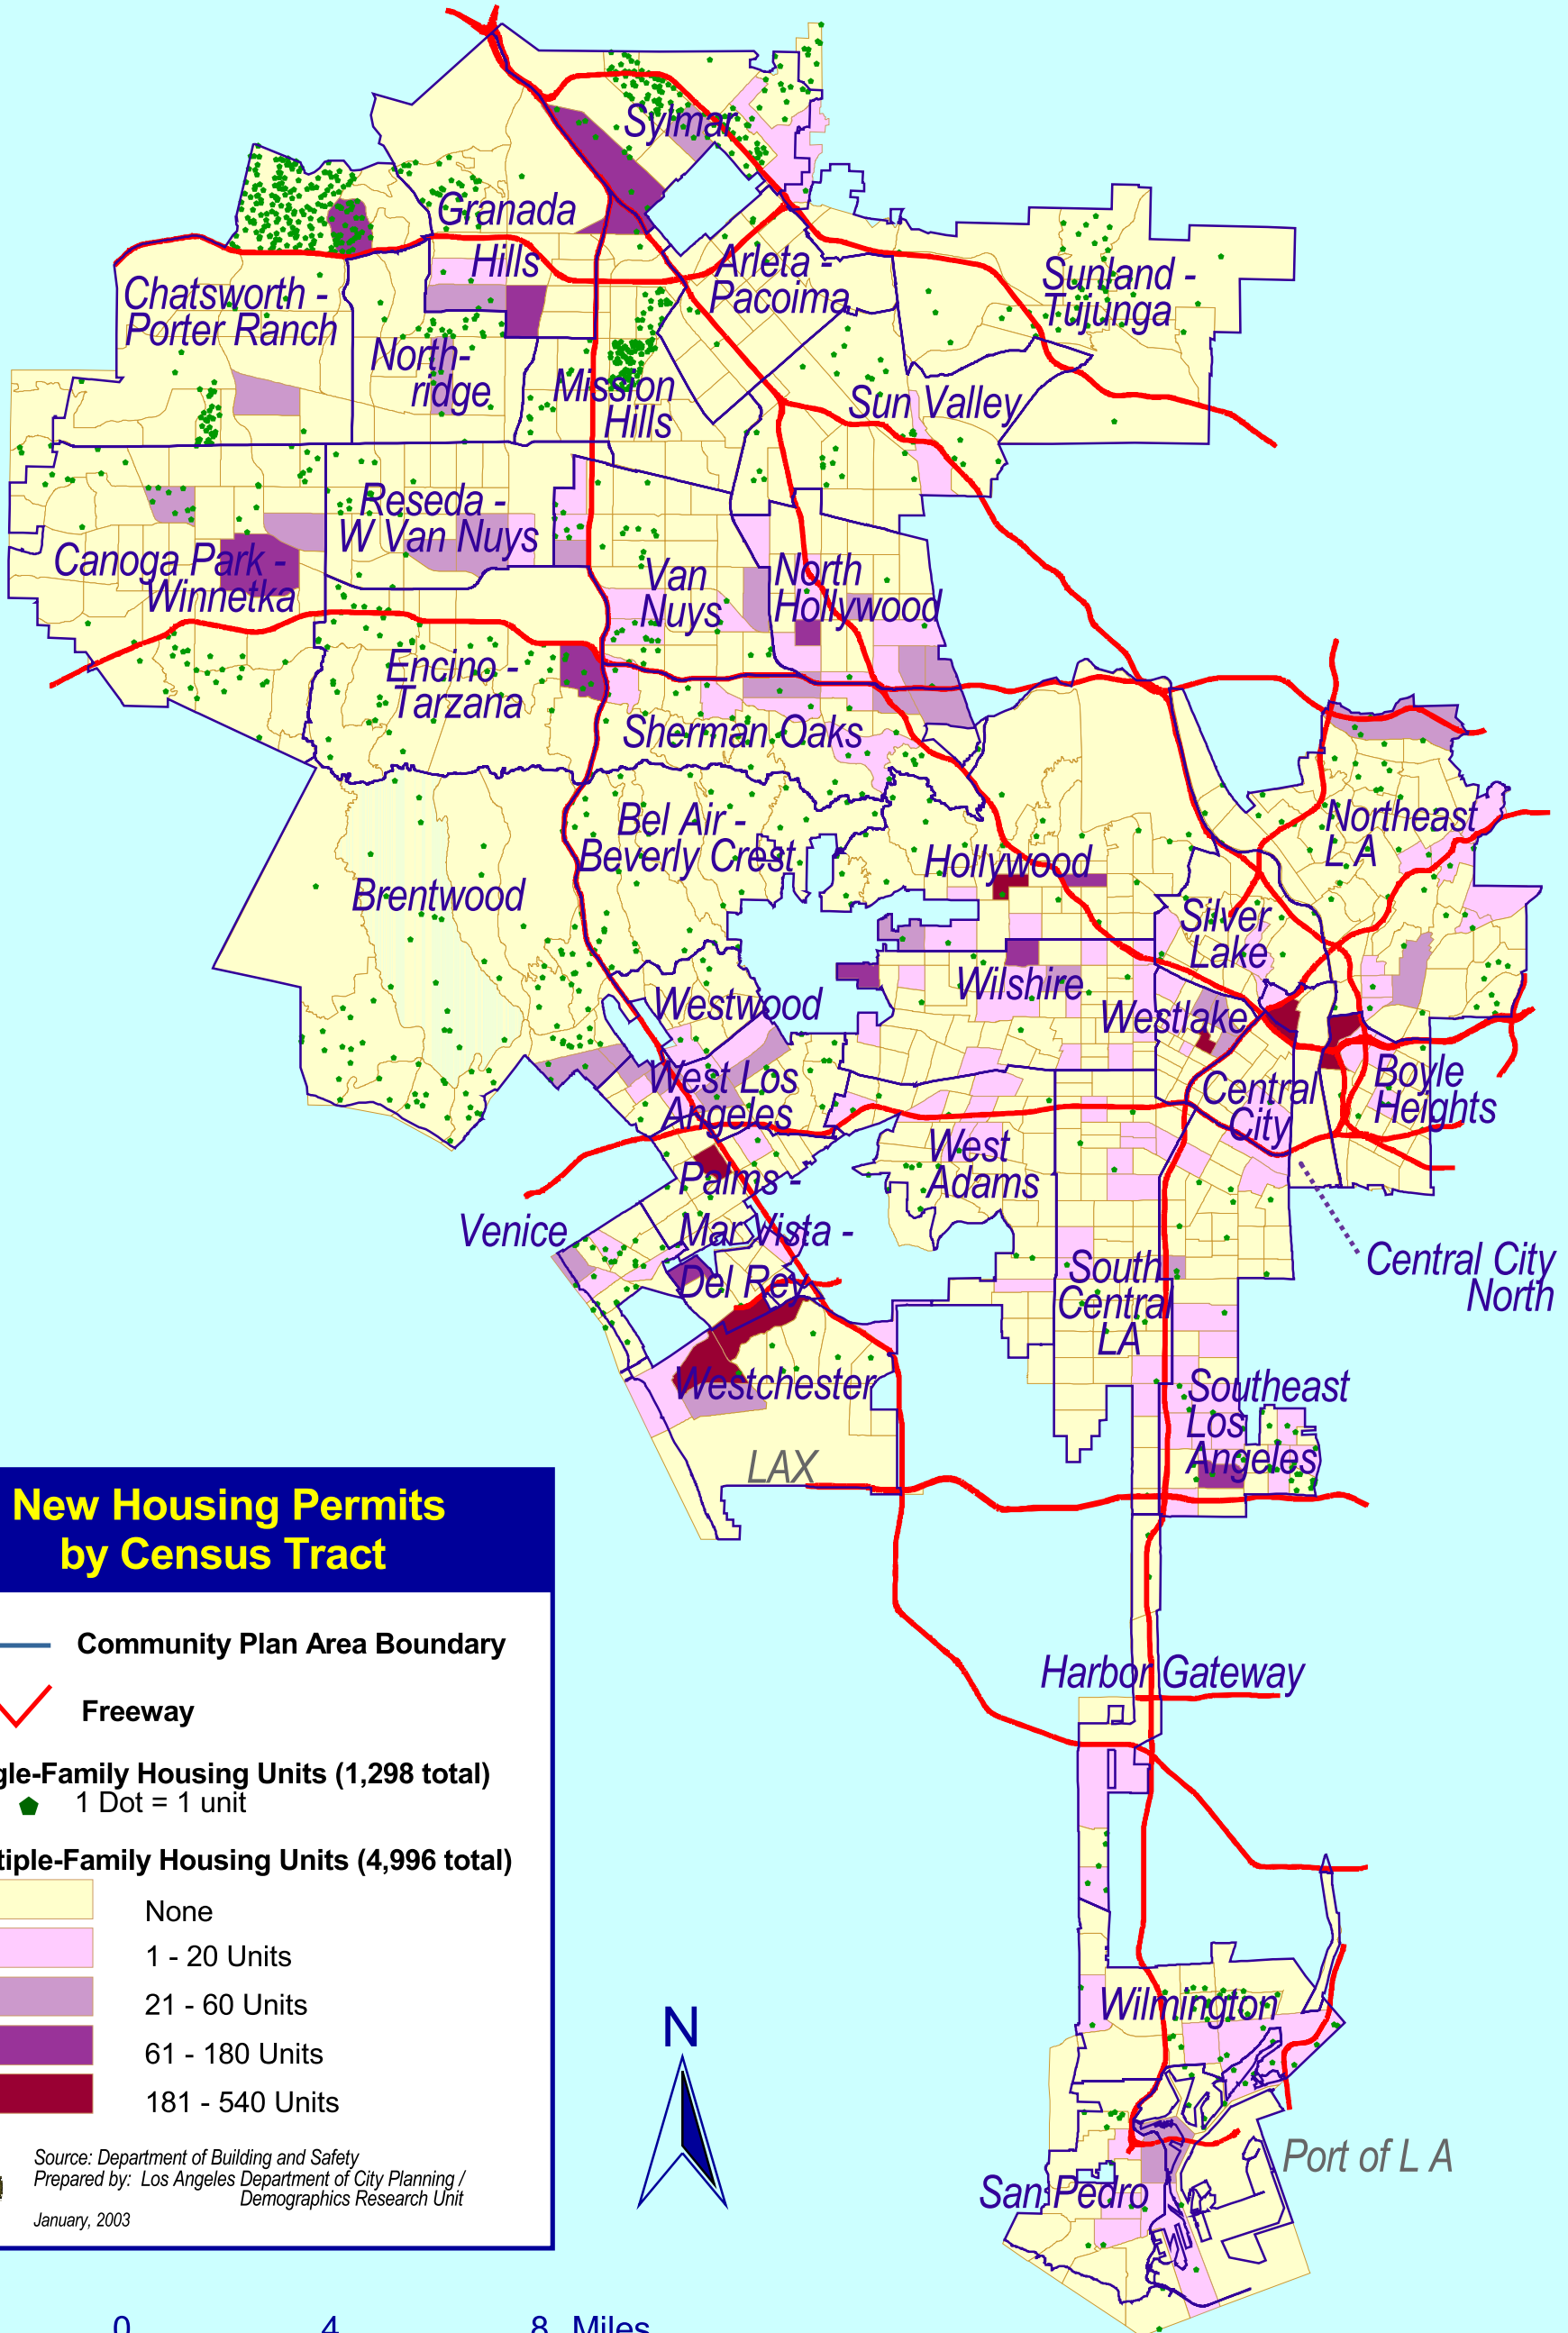 Sylmar
Granada
Hills
Arleta -
Pacoima
Sunland -
Tujunga
Chatsworth -
Porter Ranch
North-
ridge
Mission
Hills
Sun Valley
Reseda -
W Van Nuys
Canoga Park -
Winnetka
Van
Nuys
North
Hollywood
Encino -
Tarzana
Sherman Oaks
Bel Air -
Beverly Crest
Hollywood
Northeast
L A
Brentwood
Silver
Lake
Westwood
Wilshire
Westlake
West Los
Angeles
Central
City
Boyle
Heights
West
Adams
Palms -
Mar Vista -
Del Rey
Venice
South
Central
LA
Central City
North
Westchester
Southeast
Los
Angeles
LAX
New Housing Permits
by Census Tract
Community Plan Area Boundary
Freeway
gle-Family Housing Units (1,298 total)
1 Dot = 1 unit
tiple-Family Housing Units (4,996 total)
None
1 - 20 Units
21 - 60 Units
61 - 180 Units
181 - 540 Units
Source: Department of Building and Safety
Prepared by: Los Angeles Department of City Planning /
Demographics Research Unit
January, 2003
Harbor Gateway
Wilmington
N
Port of L A
San Pedro
0 4 8 Miles